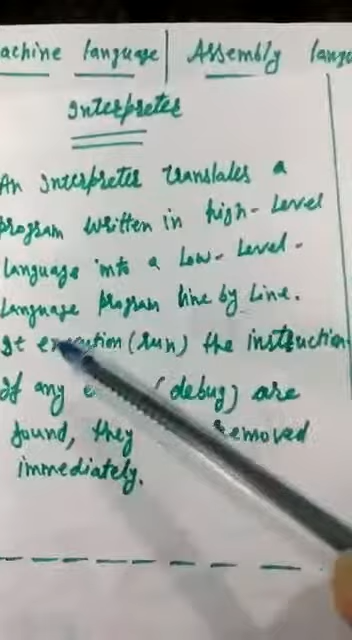 achine language | Assembly langu
Interpreter
An Interpreter translates a
program written in high-Level
language into a Low-Level-
Language program line by Line.
It execution (run) the instruction
If any (debug) are
found, they removed
immediately.